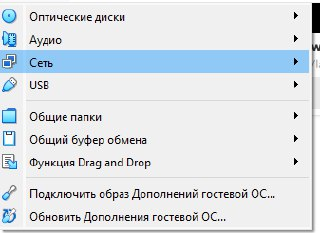 Оптические диски
Аудио
Сеть
USB
Общие папки
Общий буфер обмена
Функция Drag and Drop
Подключить образ Дополнений гостевой ОС...
Обновить Дополнения гостевой ОС...